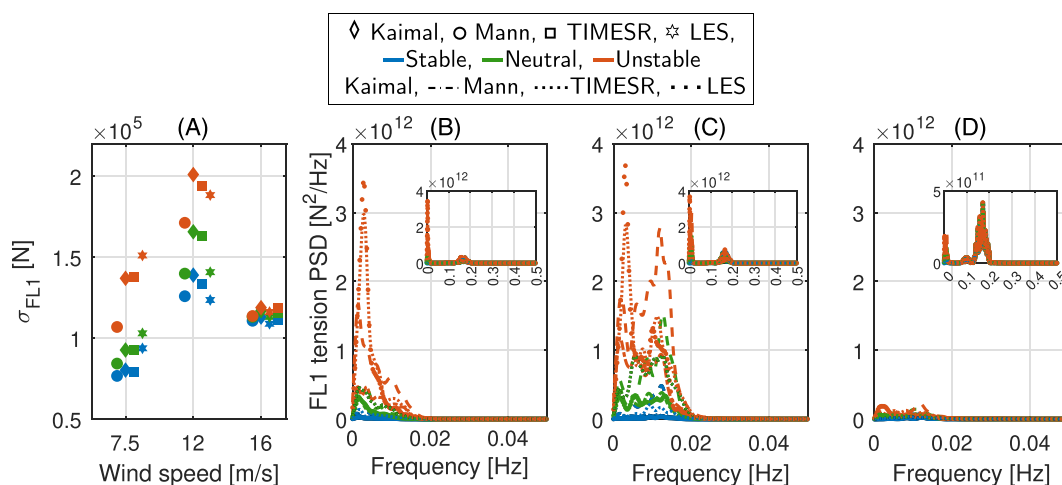 ◊ Kaimal, ○ Mann, □ TIMESR, ✡ LES,
Stable, Neutral, Unstable
Kaimal, Mann, TIMESR, LES
×10^5 (A)
2
1.5
1
0.5
7.5 12 16
Wind speed [m/s]
σ_FL1 [N]
×10^12 (B)
4
3
2
1
0
0 0.02 0.04
Frequency [Hz]
FL1 tension PSD [N^2/Hz]
×10^12
4
2
0
0 0.1 0.2 0.3 0.4 0.5
×10^12 (C)
4
3
2
1
0
0 0.02 0.04
Frequency [Hz]
×10^12
4
2
0
0 0.1 0.2 0.3 0.4 0.5
×10^12 (D)
4
3
2
1
0
0 0.02 0.04
Frequency [Hz]
×10^11
5
0
0 0.1 0.2 0.3 0.4 0.5